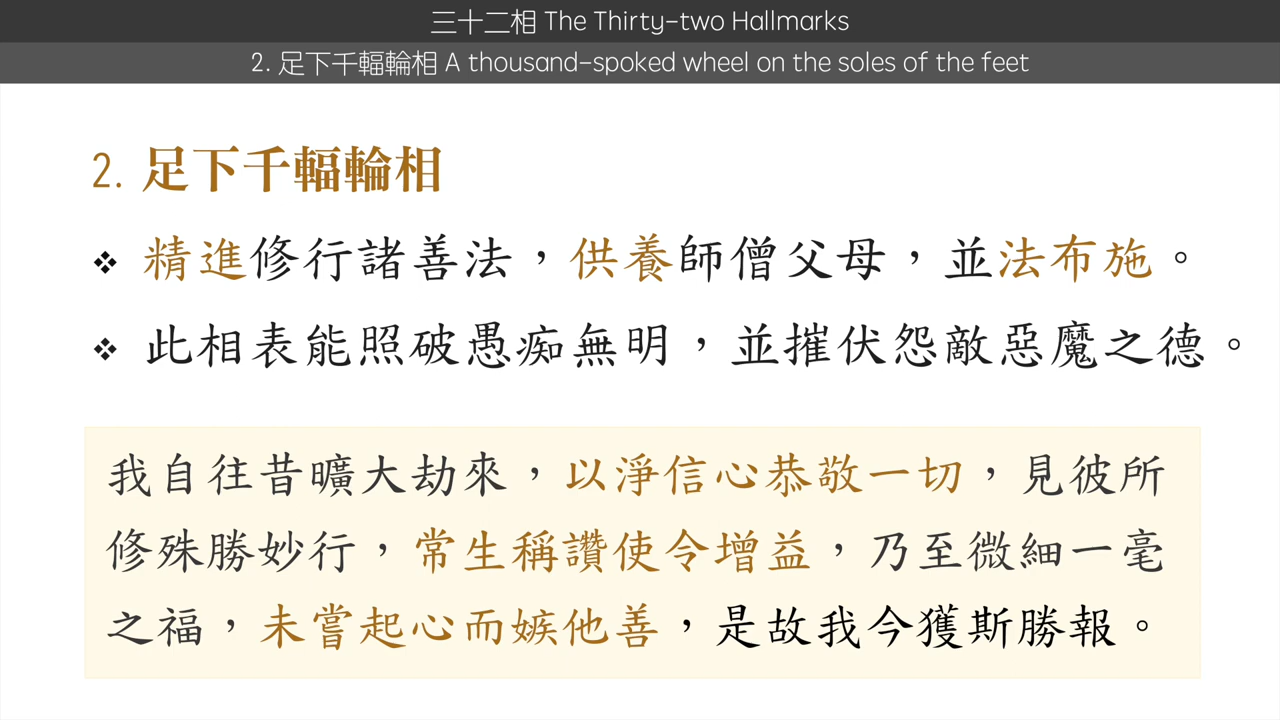 三十二相 The Thirty-two Hallmarks
2. 足下千輻輪相 A thousand-spoked wheel on the soles of the feet
2. 足下千輻輪相
❖ 精進修行諸善法，供養師僧父母，並法布施。
❖ 此相表能照破愚痴無明，並摧伏怨敵惡魔之德。
我自往昔曠大劫來，以淨信心恭敬一切，見彼所
修殊勝妙行，常生稱讚使令增益，乃至微細一毫
之福，未嘗起心而嫉他善，是故我今獲斯勝報。